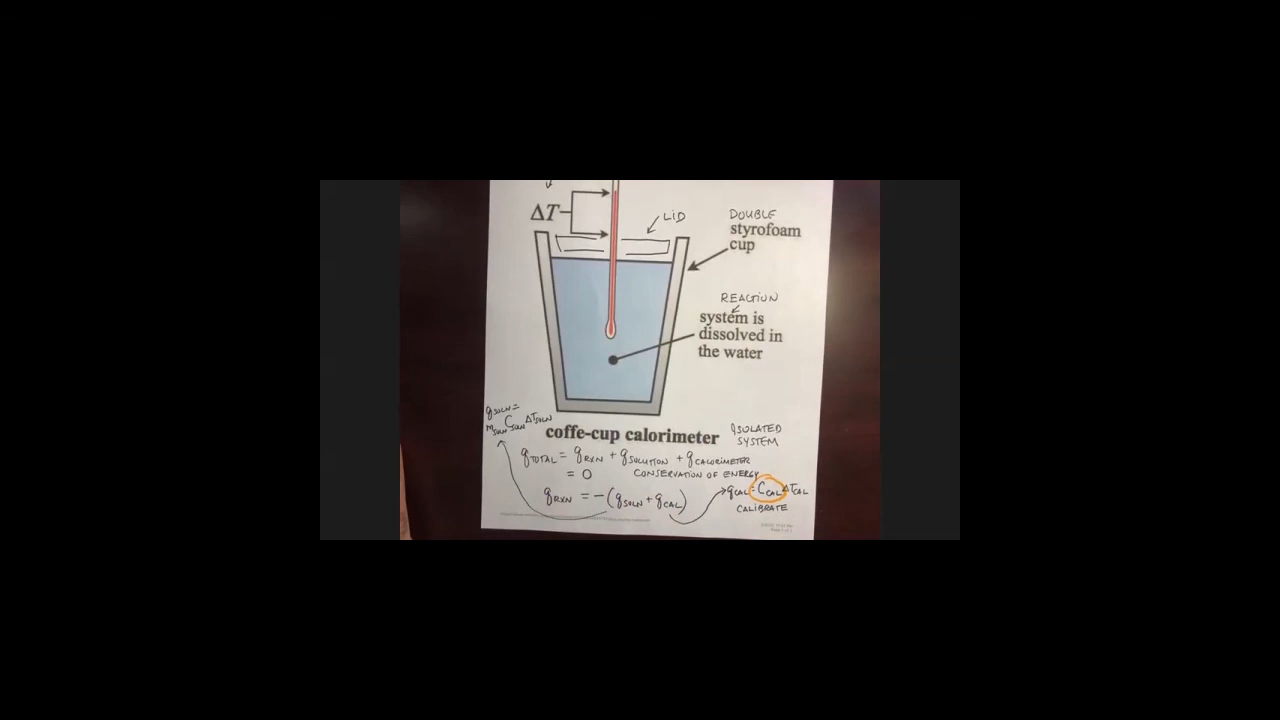 ΔT
LID
DOUBLE
styrofoam
cup
REACTION
system is
dissolved in
the water
qSOLN =
mSOLN CSOLN ΔTSOLN
coffe-cup calorimeter
ISOLATED
SYSTEM
qTOTAL = qRXN + qSOLUTION + qCALORIMETER
= 0 CONSERVATION OF ENERGY
qRXN = -(qSOLN + qCAL)
qCAL = CCAL ΔTCAL
CALIBRATE